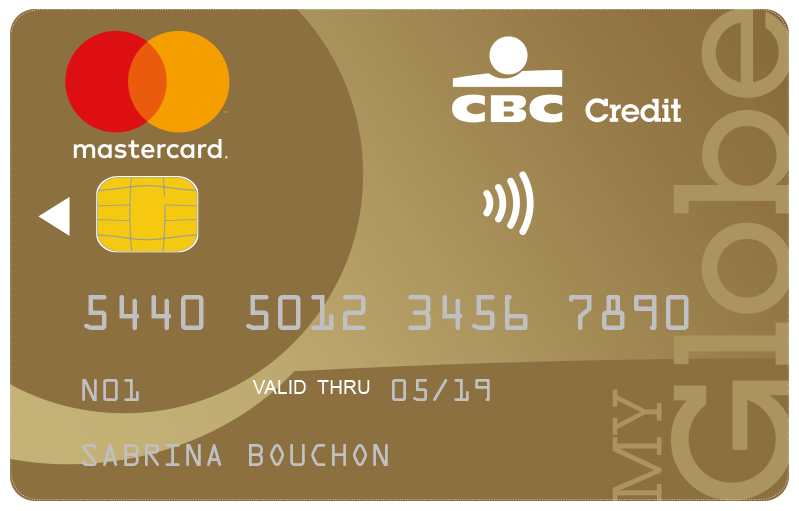 mastercard.
CBC Credit
5440 5012 3456 7890
N01 VALID THRU 05/19
SABRINA BOUCHON
MY Globe